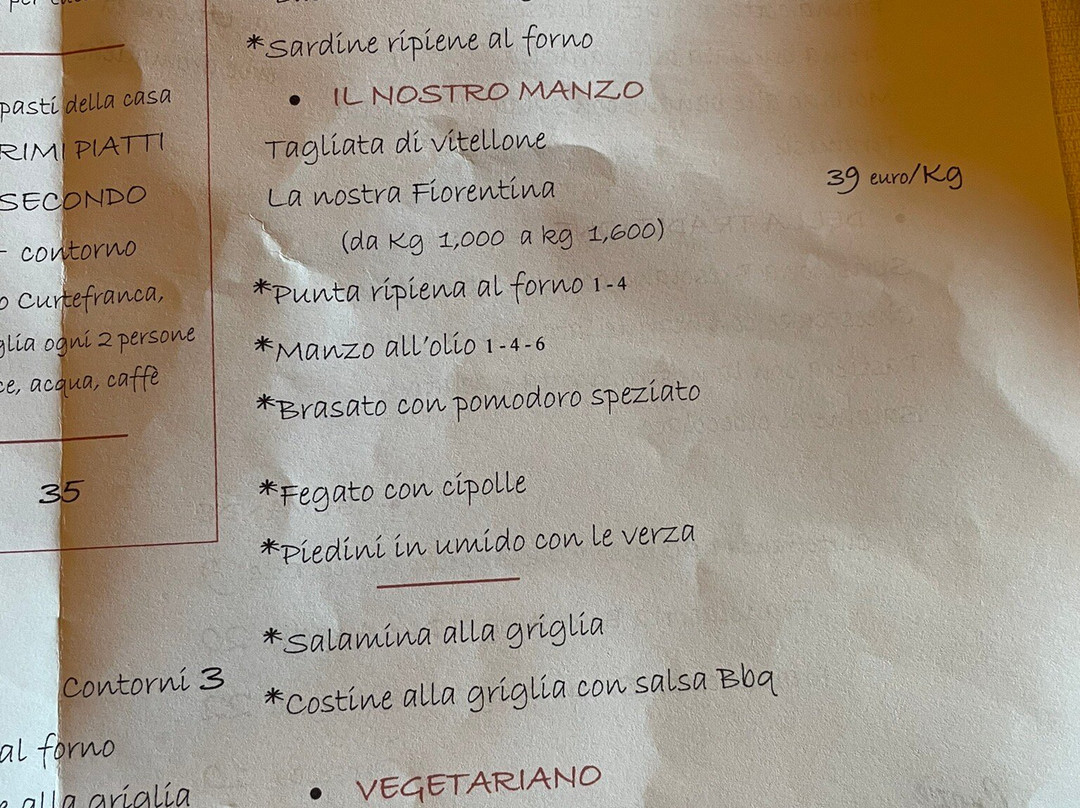 pasti della casa
PIATTI
SECONDO
- contorno
o Curtefranca,
ogni 2 persone
acqua, caffè
35
Contorni 3
al forno
alla griglia
*Sardine ripiene al forno
• IL NOSTRO MANZO
Tagliata di vitellone
La nostra Fiorentina 39 euro/Kg
(da Kg 1,000 a kg 1,600)
*Punta ripiena al forno 1-4
*Manzo all'olio 1-4-6
*Brasato con pomodoro speziato
*Fegato con cipolle
*Piedini in umido con le verza
*Salamina alla griglia
*Costine alla griglia con salsa Bbq
• VEGETARIANO